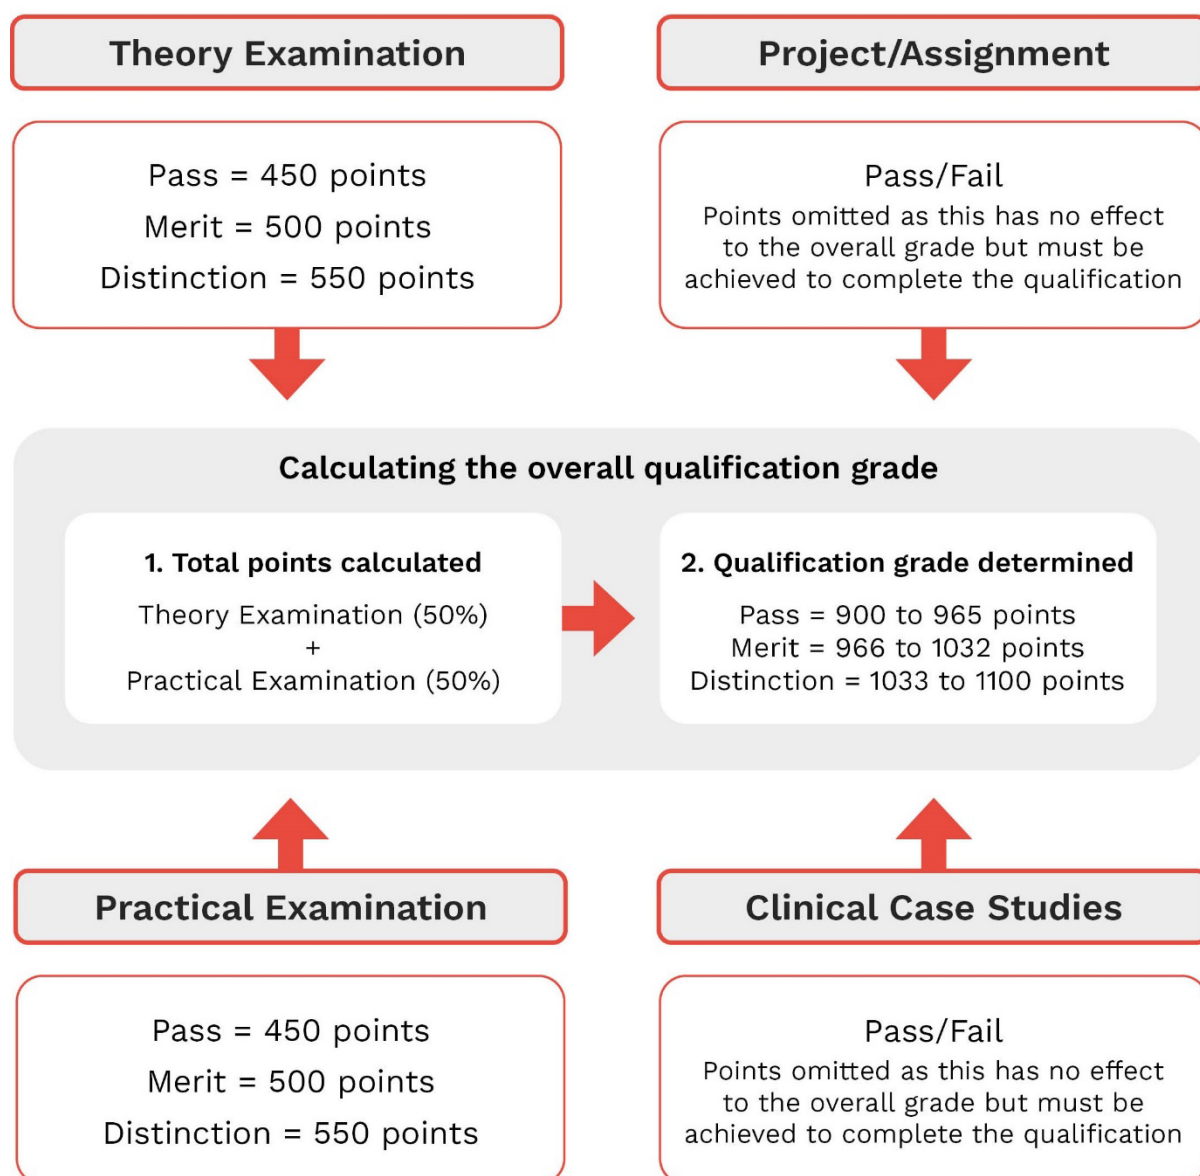 Theory Examination
Pass = 450 points
Merit = 500 points
Distinction = 550 points
Project/Assignment
Pass/Fail
Points omitted as this has no effect
to the overall grade but must be
achieved to complete the qualification
Calculating the overall qualification grade
1. Total points calculated
Theory Examination (50%)
+
Practical Examination (50%)
2. Qualification grade determined
Pass = 900 to 965 points
Merit = 966 to 1032 points
Distinction = 1033 to 1100 points
Practical Examination
Pass = 450 points
Merit = 500 points
Distinction = 550 points
Clinical Case Studies
Pass/Fail
Points omitted as this has no effect
to the overall grade but must be
achieved to complete the qualification